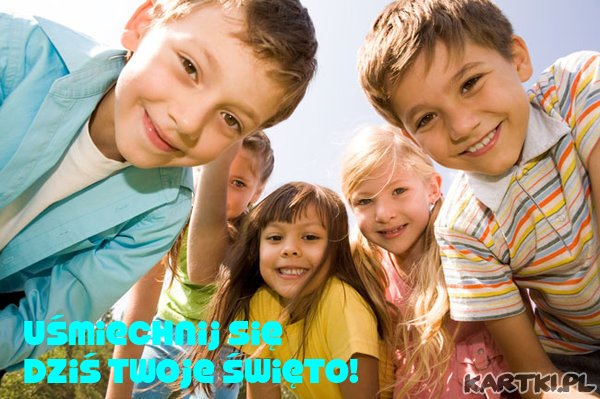 Uśmiechnij się
Dziś Twoje Święto!
KARTKI.PL